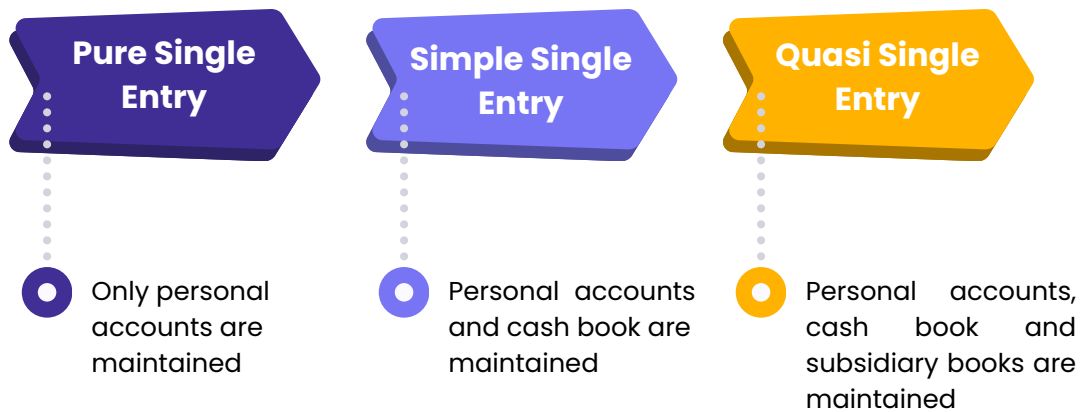 Pure Single
Entry
Only personal
accounts are
maintained
Simple Single
Entry
Personal accounts
and cash book are
maintained
Quasi Single
Entry
Personal accounts,
cash book and
subsidiary books are
maintained